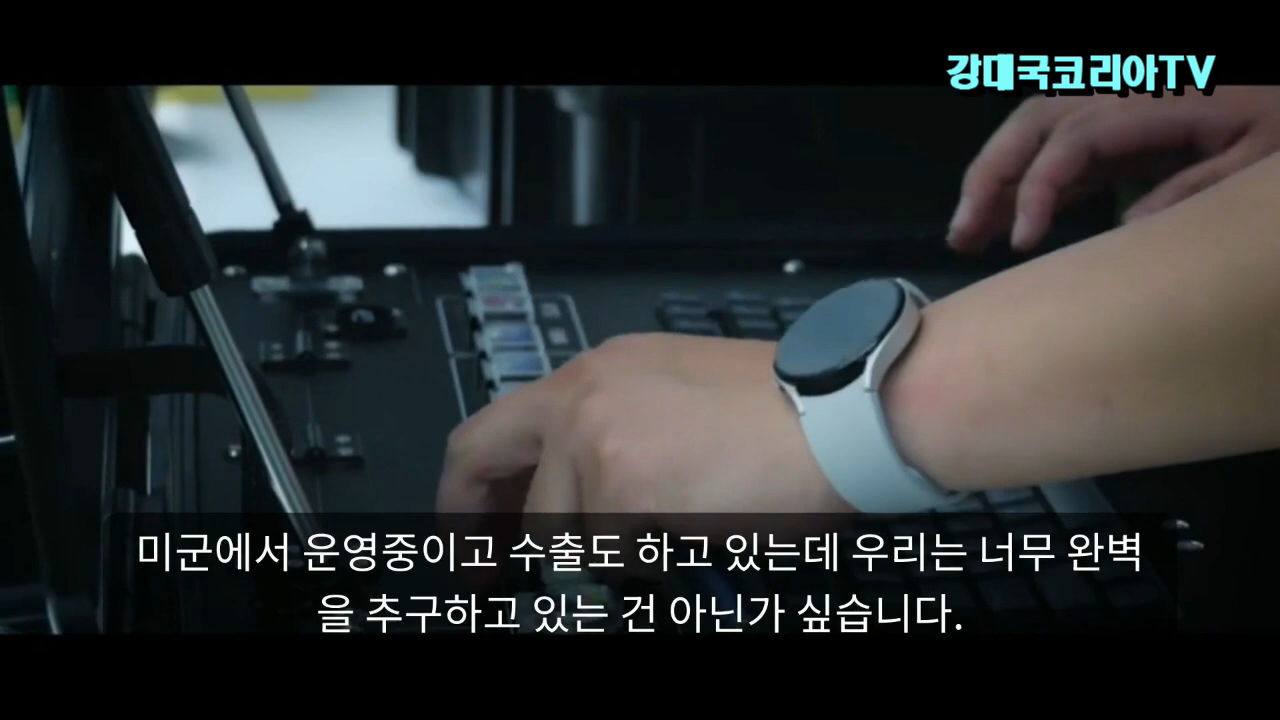 강대국코리아TV
미군에서 운영중이고 수출도 하고 있는데 우리는 너무 완벽
을 추구하고 있는 건 아닌가 싶습니다.